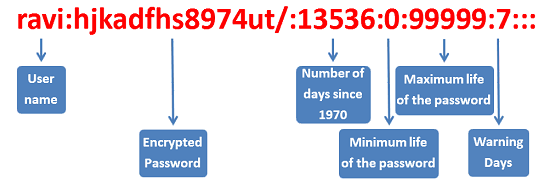 ravi:hjkadfhs8974ut/:13536:0:99999:7:::
User
name
Encrypted
Password
Number of
days since
1970
Minimum life
of the password
Maximum life
of the password
Warning
Days